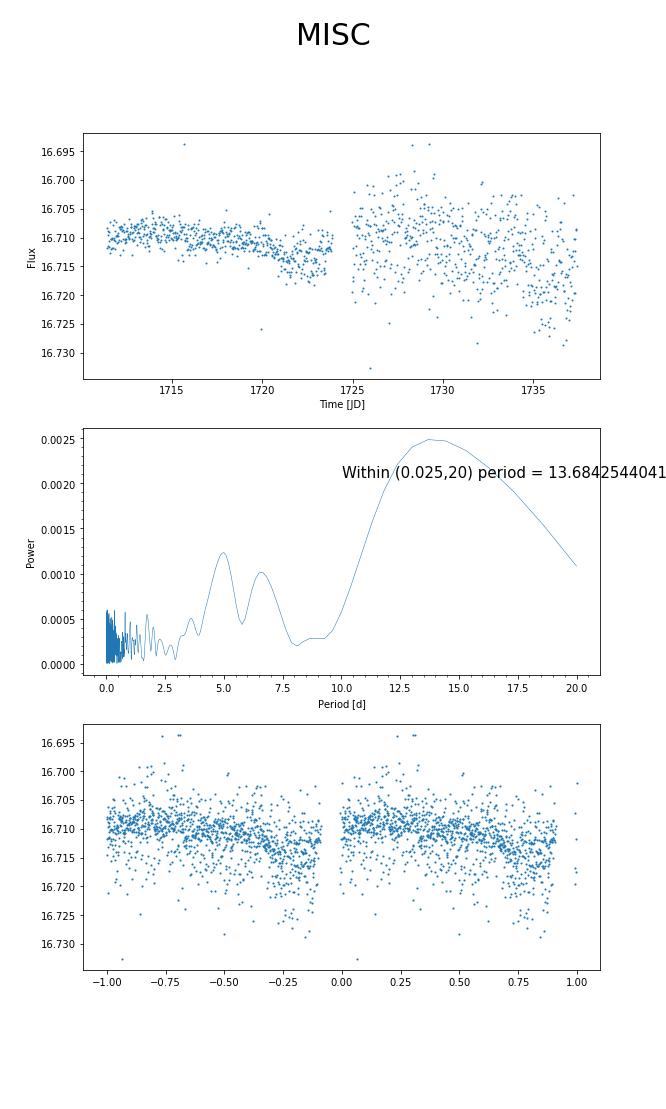 MISC
16.695
16.700
16.705
16.710
16.715
16.720
16.725
16.730
Flux
1715 1720 1725 1730 1735
Time [JD]
0.0025
0.0020
0.0015
0.0010
0.0005
0.0000
Power
Within (0.025,20) period = 13.6842544041
0.0 2.5 5.0 7.5 10.0 12.5 15.0 17.5 20.0
Period [d]
16.695
16.700
16.705
16.710
16.715
16.720
16.725
16.730
−1.00 −0.75 −0.50 −0.25 0.00 0.25 0.50 0.75 1.00